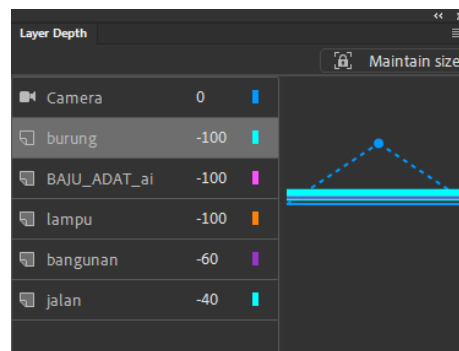 Layer Depth
Maintain size
Camera 0
burung -100
BAJU_ADAT_ai -100
lampu -100
bangunan -60
jalan -40